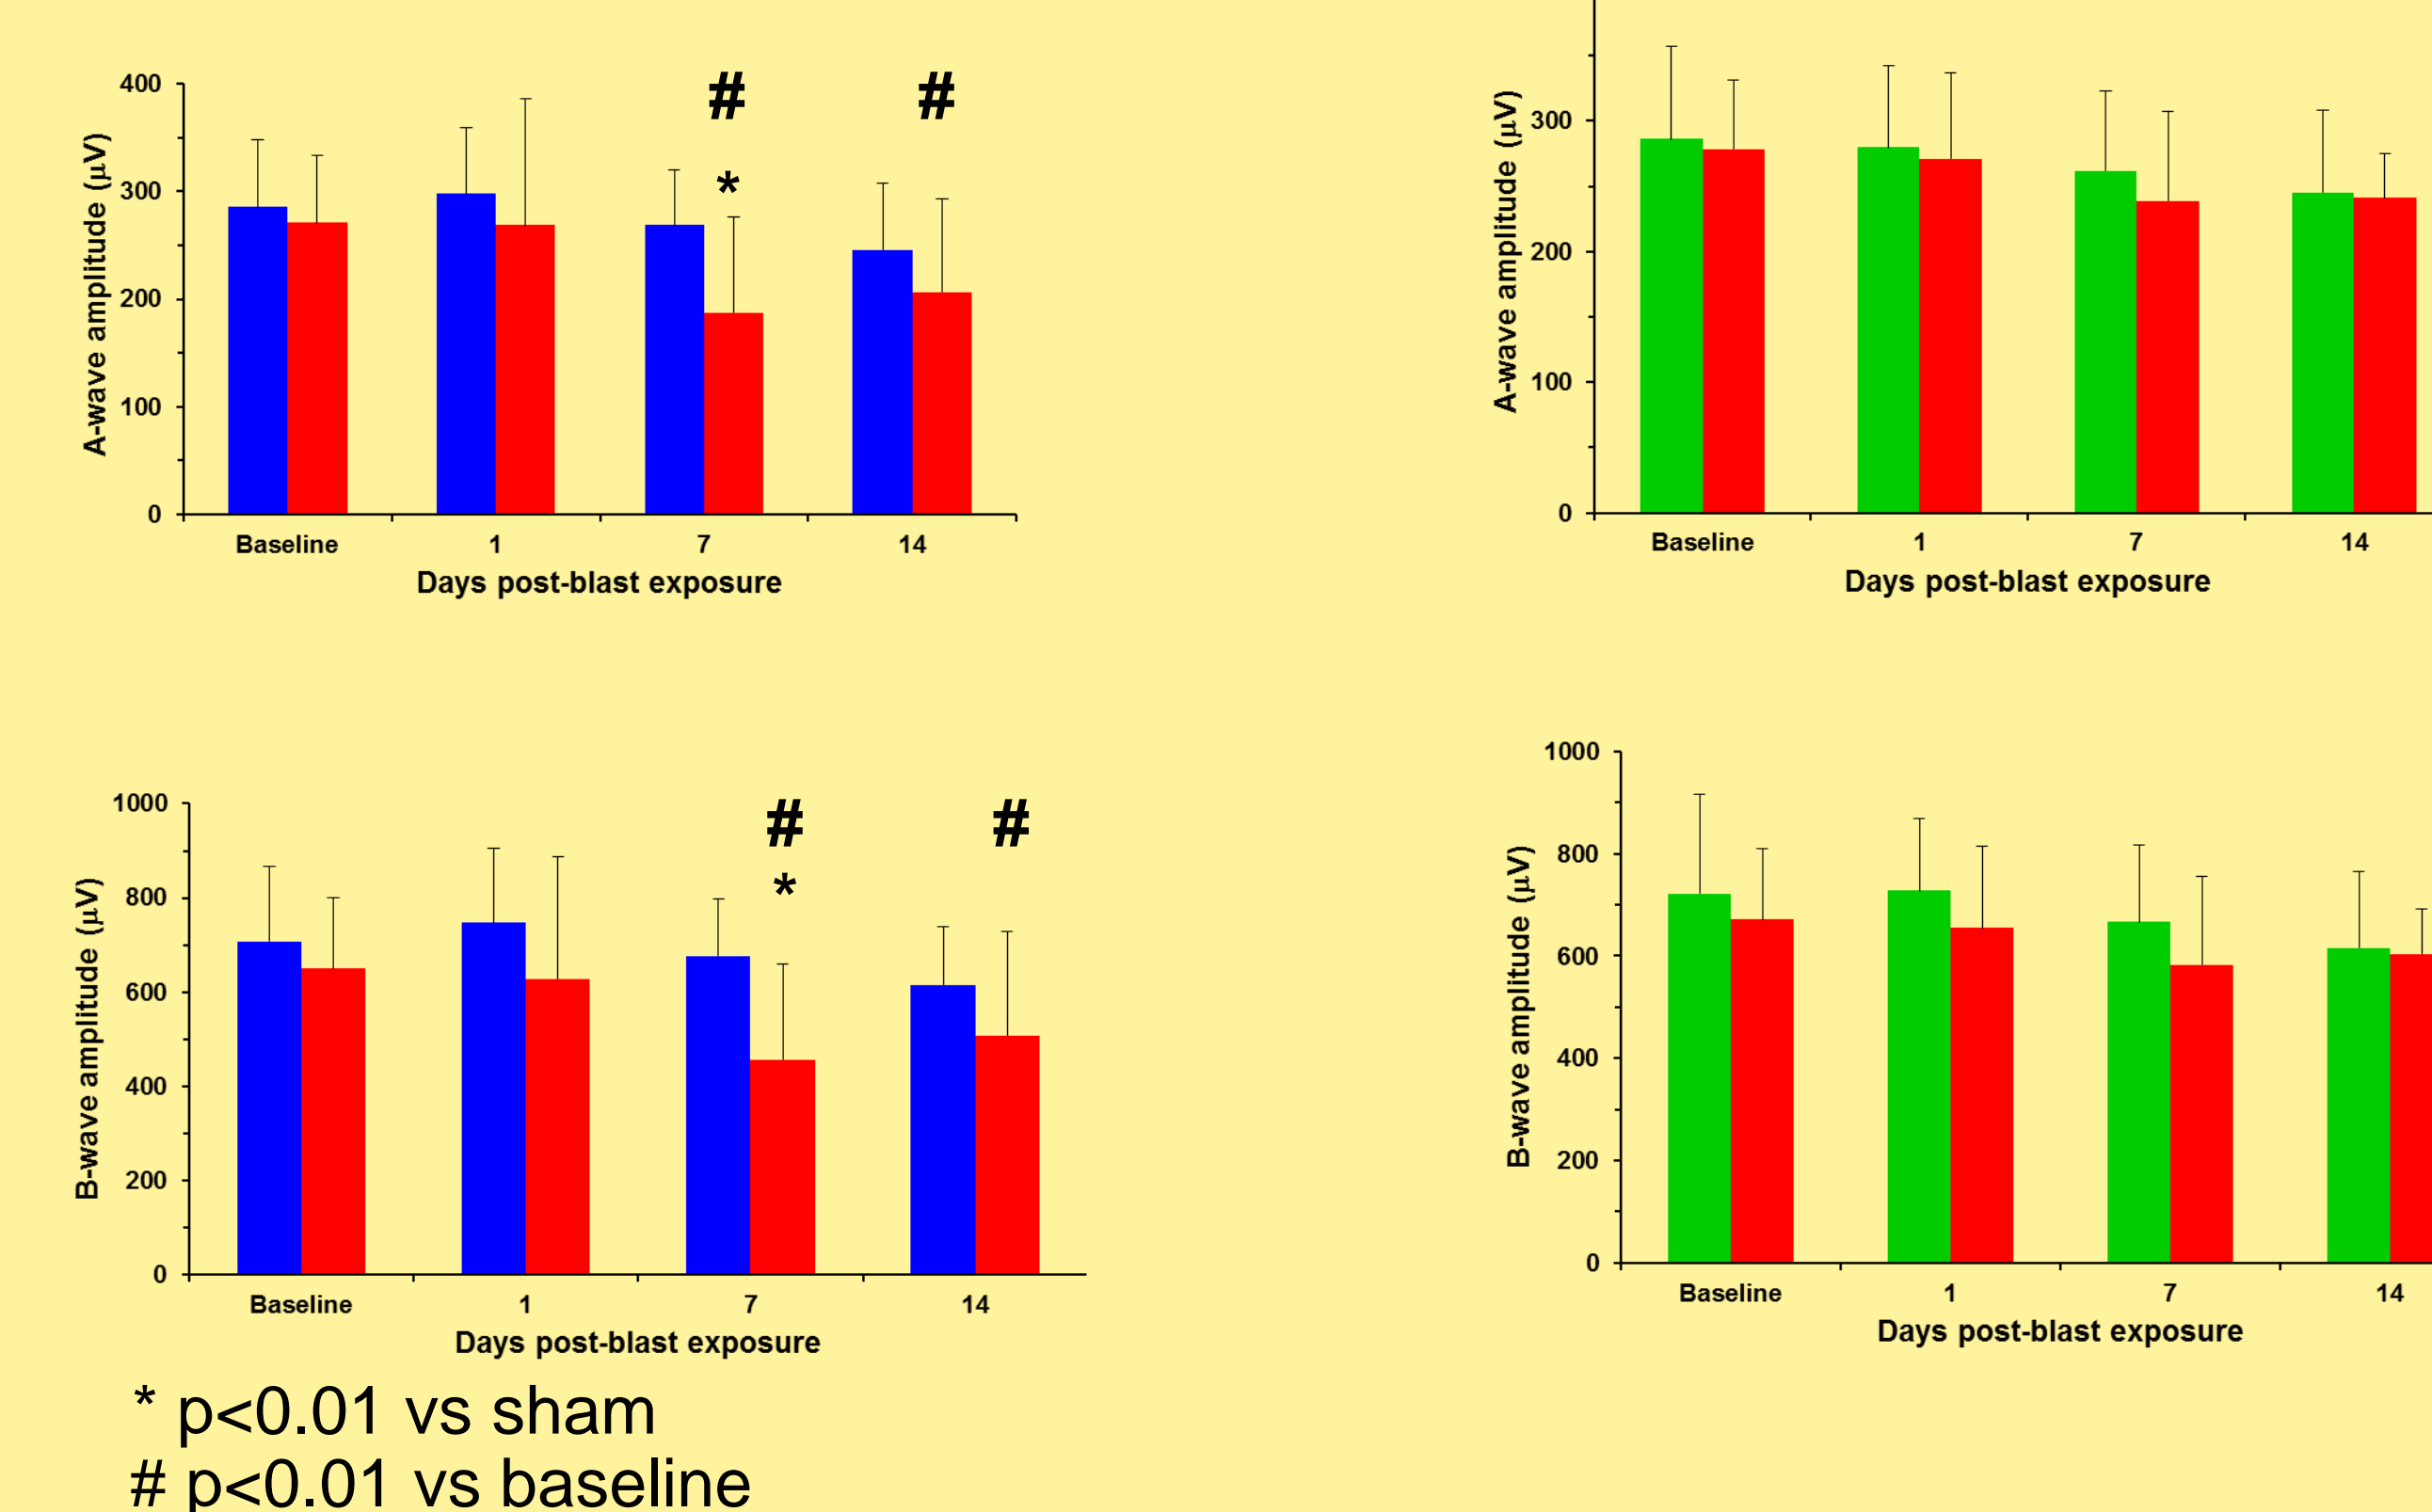 400
300
200
100
0
A-wave amplitude (µV)
#
*
#
Baseline 1 7 14
Days post-blast exposure
300
200
100
0
A-wave amplitude (µV)
Baseline 1 7 14
Days post-blast exposure
1000
800
600
400
200
0
B-wave amplitude (µV)
#
*
#
Baseline 1 7 14
Days post-blast exposure
1000
800
600
400
200
0
B-wave amplitude (µV)
Baseline 1 7 14
Days post-blast exposure
* p<0.01 vs sham
# p<0.01 vs baseline